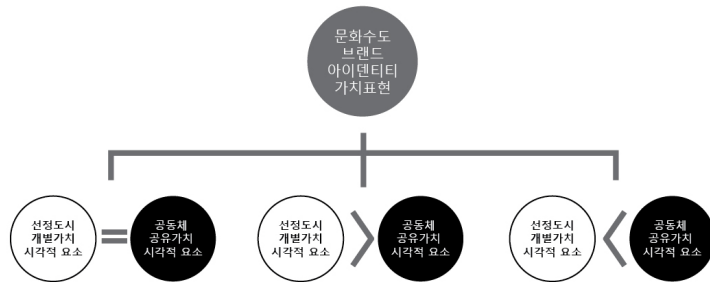 문화수도
브랜드
아이덴티티
가치표현
선정도시
개별가치
시각적 요소
=
공동체
공유가치
시각적 요소
선정도시
개별가치
시각적 요소
>
공동체
공유가치
시각적 요소
선정도시
개별가치
시각적 요소
<
공동체
공유가치
시각적 요소